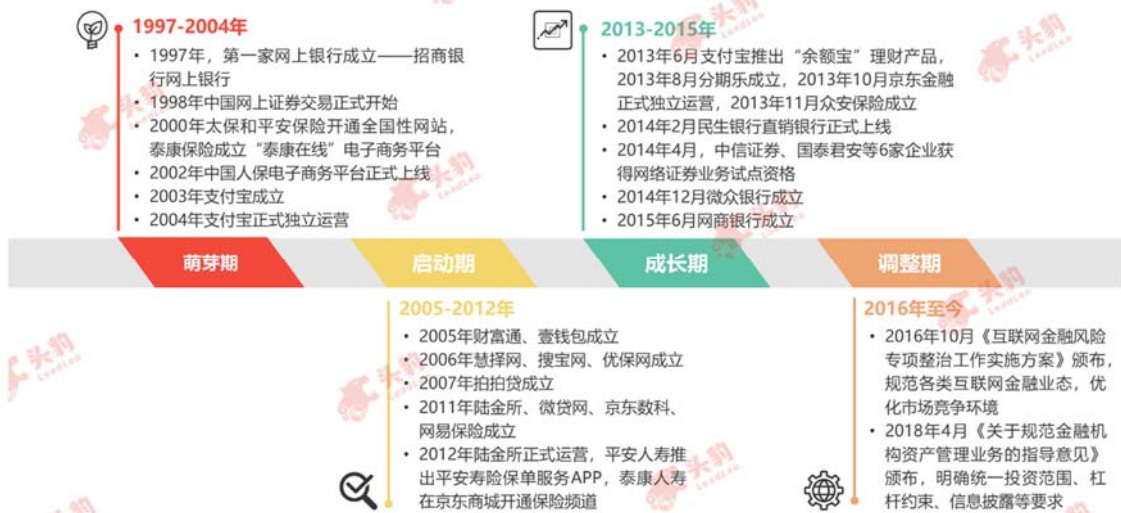 1997-2004年
• 1997年，第一家网上银行成立——招商银
行网上银行
• 1998年中国网上证券交易正式开始
• 2000年太保和平安保险开通全国性网站，
泰康保险成立“泰康在线”电子商务平台
• 2002年中国人保电子商务平台正式上线
• 2003年支付宝成立
• 2004年支付宝正式独立运营
2013-2015年
• 2013年6月支付宝推出“余额宝”理财产品，
2013年8月分期乐成立，2013年10月京东金融
正式独立运营，2013年11月众安保险成立
• 2014年2月民生银行直销银行正式上线
• 2014年4月，中信证券、国泰君安等6家企业获
得网络证券业务试点资格
• 2014年12月微众银行成立
• 2015年6月网商银行成立
萌芽期
启动期
成长期
调整期
2005-2012年
• 2005年财富通、壹钱包成立
• 2006年慧择网、搜宝网、优保网成立
• 2007年拍拍贷成立
• 2011年陆金所、微贷网、京东数科、
网易保险成立
• 2012年陆金所正式运营，平安人寿推
出平安寿险保单服务APP，泰康人寿
在京东商城开通保险频道
2016年至今
• 2016年10月《互联网金融风险
专项整治工作实施方案》颁布，
规范各类互联网金融业态，优
化市场竞争环境
• 2018年4月《关于规范金融机
构资产管理业务的指导意见》
颁布，明确统一投资范围、杠
杆约束、信息披露等要求
头豹
LeadLeo